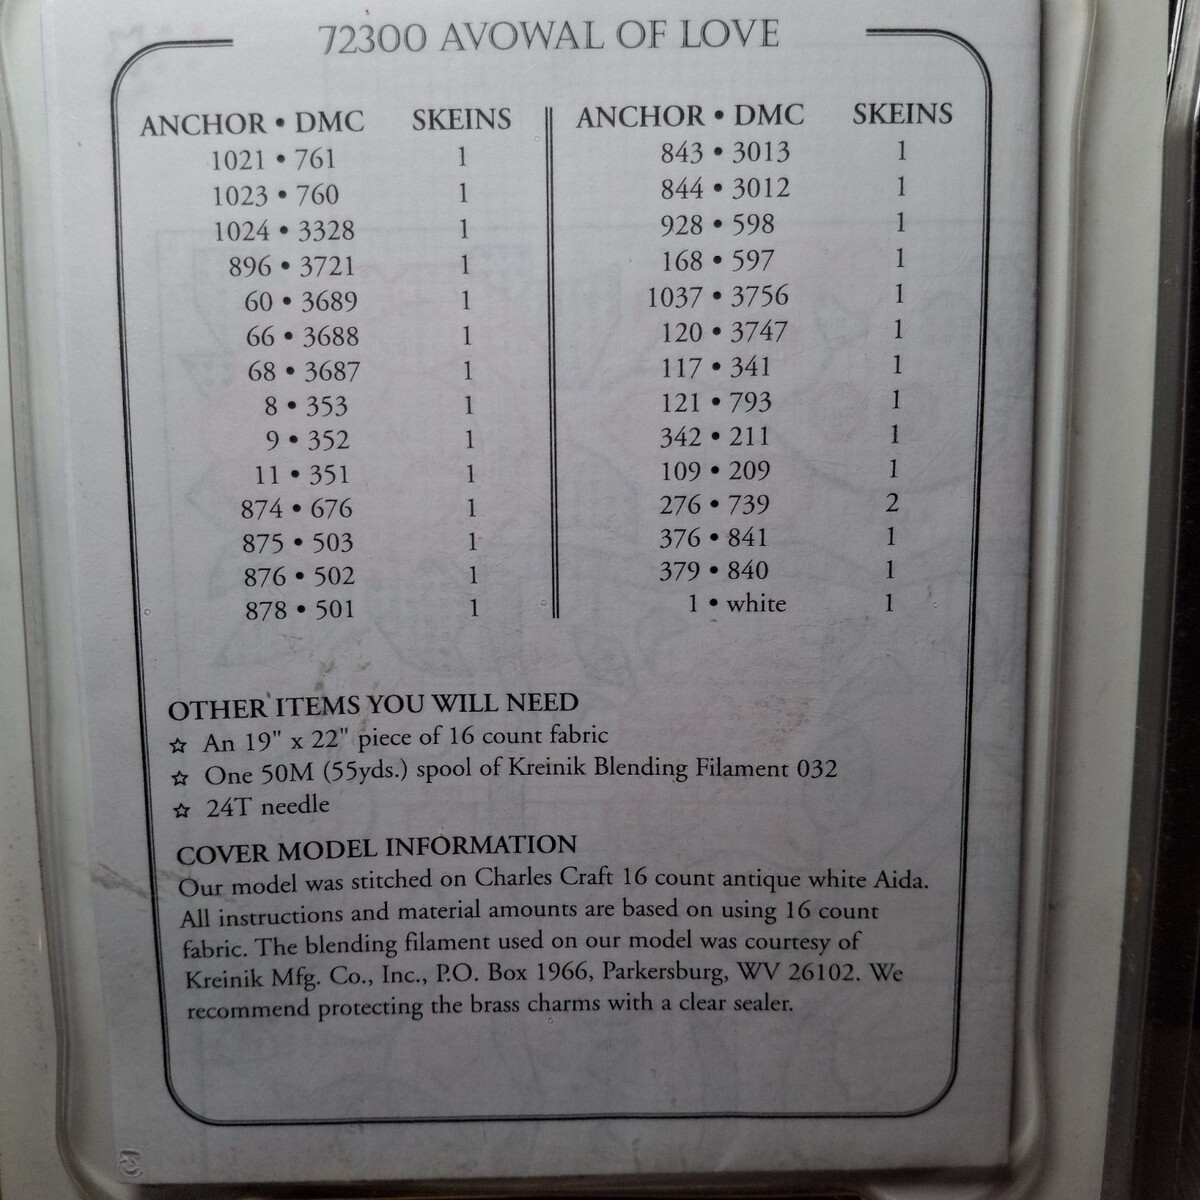 72300 AVOWAL OF LOVE
ANCHOR • DMC SKEINS
1021 • 761 1
1023 • 760 1
1024 • 3328 1
896 • 3721 1
60 • 3689 1
66 • 3688 1
68 • 3687 1
8 • 353 1
9 • 352 1
11 • 351 1
874 • 676 1
875 • 503 1
876 • 502 1
878 • 501 1
ANCHOR • DMC SKEINS
843 • 3013 1
844 • 3012 1
928 • 598 1
168 • 597 1
1037 • 3756 1
120 • 3747 1
117 • 341 1
121 • 793 1
342 • 211 1
109 • 209 1
276 • 739 2
376 • 841 1
379 • 840 1
1 • white 1
OTHER ITEMS YOU WILL NEED
☆ An 19" x 22" piece of 16 count fabric
☆ One 50M (55yds.) spool of Kreinik Blending Filament 032
☆ 24T needle
COVER MODEL INFORMATION
Our model was stitched on Charles Craft 16 count antique white Aida.
All instructions and material amounts are based on using 16 count
fabric. The blending filament used on our model was courtesy of
Kreinik Mfg. Co., Inc., P.O. Box 1966, Parkersburg, WV 26102. We
recommend protecting the brass charms with a clear sealer.